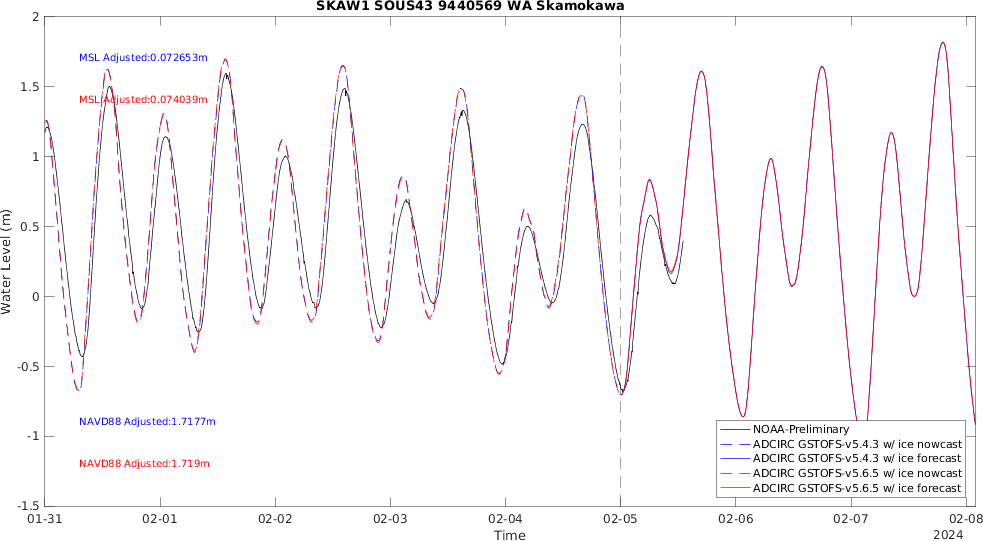 SKAW1 SOUS43 9440569 WA Skamokawa
2
1.5
1
0.5
0
-0.5
-1
-1.5
Water Level (m)
MSL Adjusted:0.072653m
MSL Adjusted:0.074039m
NAVD88 Adjusted:1.7177m
NAVD88 Adjusted:1.719m
NOAA-Preliminary
ADCIRC GSTOFS-v5.4.3 w/ ice nowcast
ADCIRC GSTOFS-v5.4.3 w/ ice forecast
ADCIRC GSTOFS-v5.6.5 w/ ice nowcast
ADCIRC GSTOFS-v5.6.5 w/ ice forecast
01-31 02-01 02-02 02-03 02-04 02-05 02-06 02-07 02-08
Time
2024